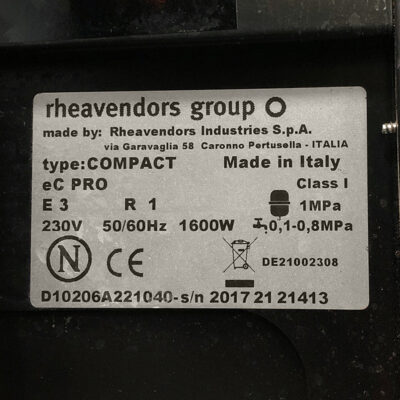 rheavendors group
made by: Rheavendors Industries S.p.A.
via Garavaglia 58 Caronno Pertusella - ITALIA
type:COMPACT Made in Italy
eC PRO Class I
E 3 R 1 1MPa
230V 50/60Hz 1600W 0,1-0,8MPa
N CE DE21002308
D10206A221040-s/n 2017 21 21413